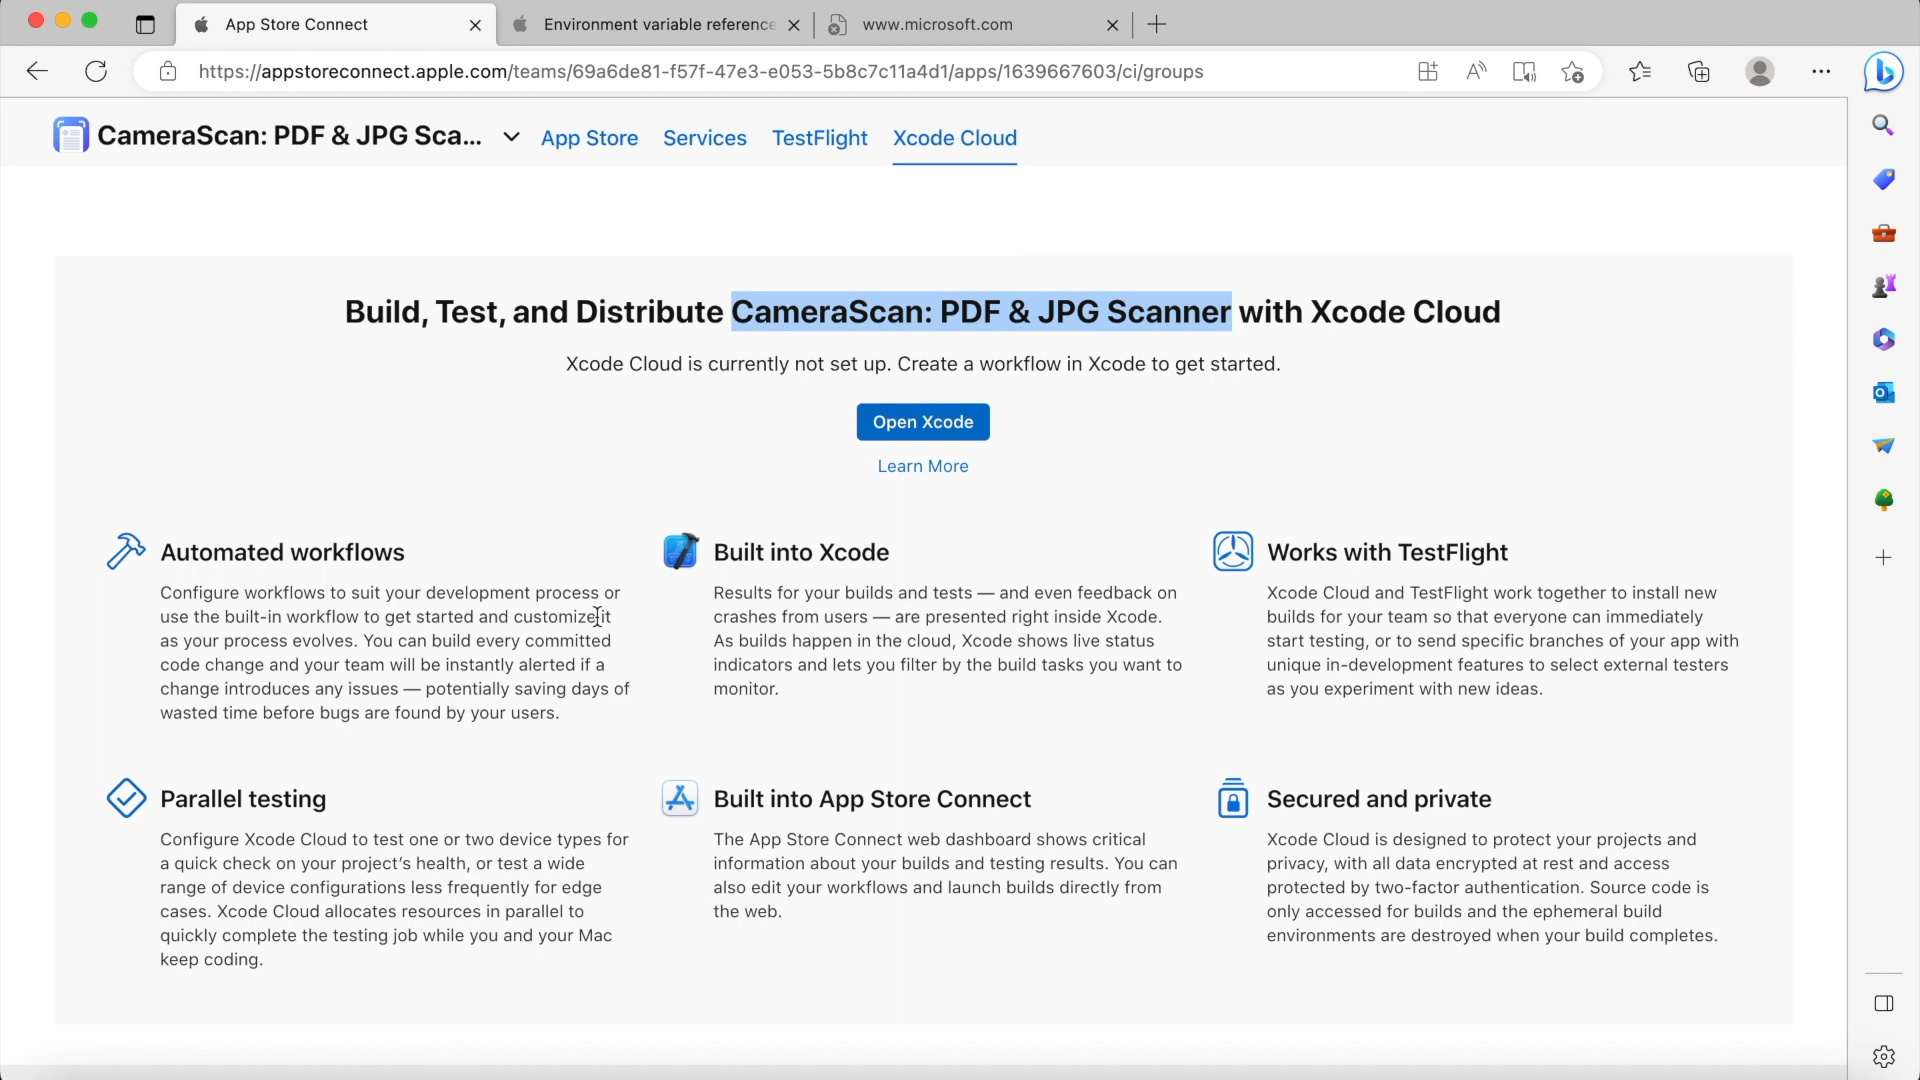 App Store Connect
Environment variable reference
www.microsoft.com
https://appstoreconnect.apple.com/teams/69a6de81-f57f-47e3-e053-5b8c7c11a4d1/apps/1639667603/ci/groups
CameraScan: PDF & JPG Sca...
App Store
Services
TestFlight
Xcode Cloud
Build, Test, and Distribute CameraScan: PDF & JPG Scanner with Xcode Cloud
Xcode Cloud is currently not set up. Create a workflow in Xcode to get started.
Open Xcode
Learn More
Automated workflows
Configure workflows to suit your development process or
use the built-in workflow to get started and customize it
as your process evolves. You can build every committed
code change and your team will be instantly alerted if a
change introduces any issues — potentially saving days of
wasted time before bugs are found by your users.
Built into Xcode
Results for your builds and tests — and even feedback on
crashes from users — are presented right inside Xcode.
As builds happen in the cloud, Xcode shows live status
indicators and lets you filter by the build tasks you want to
monitor.
Works with TestFlight
Xcode Cloud and TestFlight work together to install new
builds for your team so that everyone can immediately
start testing, or to send specific branches of your app with
unique in-development features to select external testers
as you experiment with new ideas.
Parallel testing
Configure Xcode Cloud to test one or two device types for
a quick check on your project’s health, or test a wide
range of device configurations less frequently for edge
cases. Xcode Cloud allocates resources in parallel to
quickly complete the testing job while you and your Mac
keep coding.
Built into App Store Connect
The App Store Connect web dashboard shows critical
information about your builds and testing results. You can
also edit your workflows and launch builds directly from
the web.
Secured and private
Xcode Cloud is designed to protect your projects and
privacy, with all data encrypted at rest and access
protected by two-factor authentication. Source code is
only accessed for builds and the ephemeral build
environments are destroyed when your build completes.